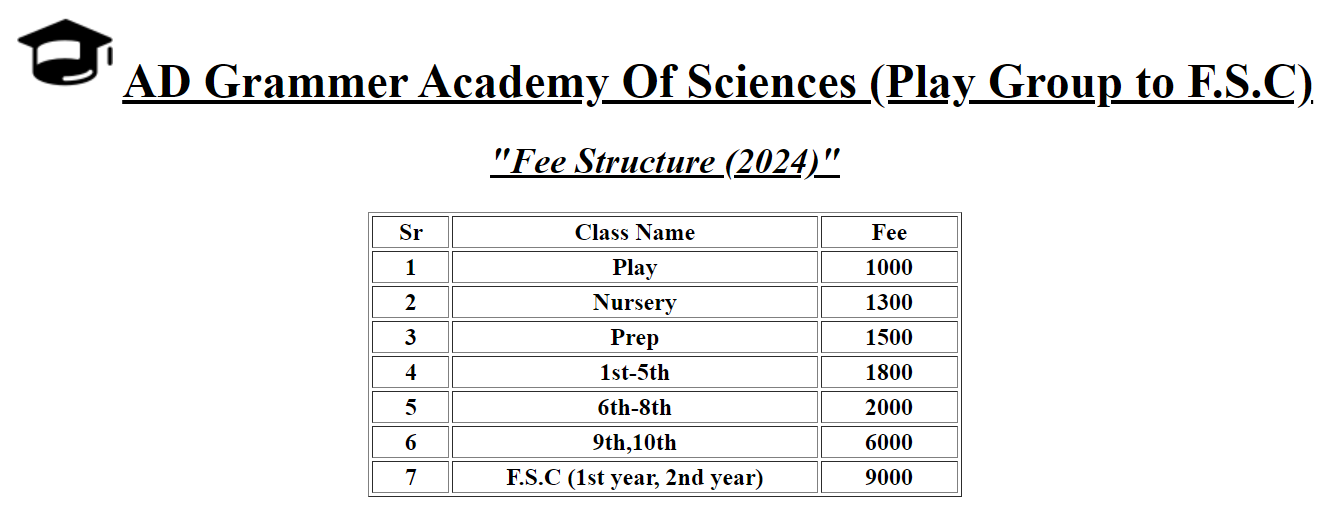 AD Grammer Academy Of Sciences (Play Group to F.S.C)
"Fee Structure (2024)"
Sr Class Name Fee
1 Play 1000
2 Nursery 1300
3 Prep 1500
4 1st-5th 1800
5 6th-8th 2000
6 9th,10th 6000
7 F.S.C (1st year, 2nd year) 9000